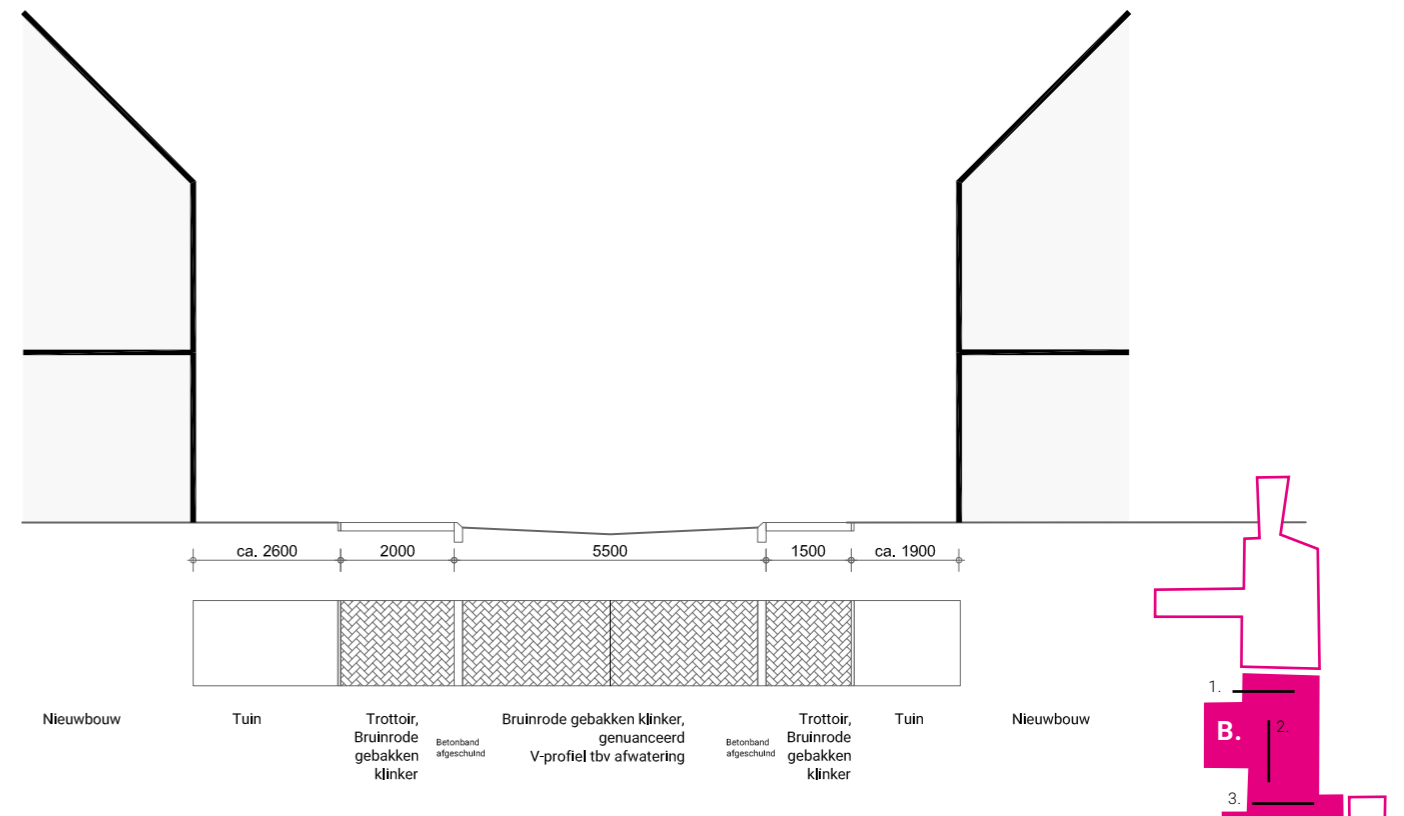 ca. 2600
2000
5500
1500
ca. 1900
Nieuwbouw
Tuin
Trottoir,
Bruinrode
gebakken
klinker
Betonband
afgeschuind
Bruinrode gebakken klinker,
genuanceerd
V-profiel tbv afwatering
Betonband
afgeschuind
Trottoir,
Bruinrode
gebakken
klinker
Tuin
Nieuwbouw
1.
B.
2.
3.